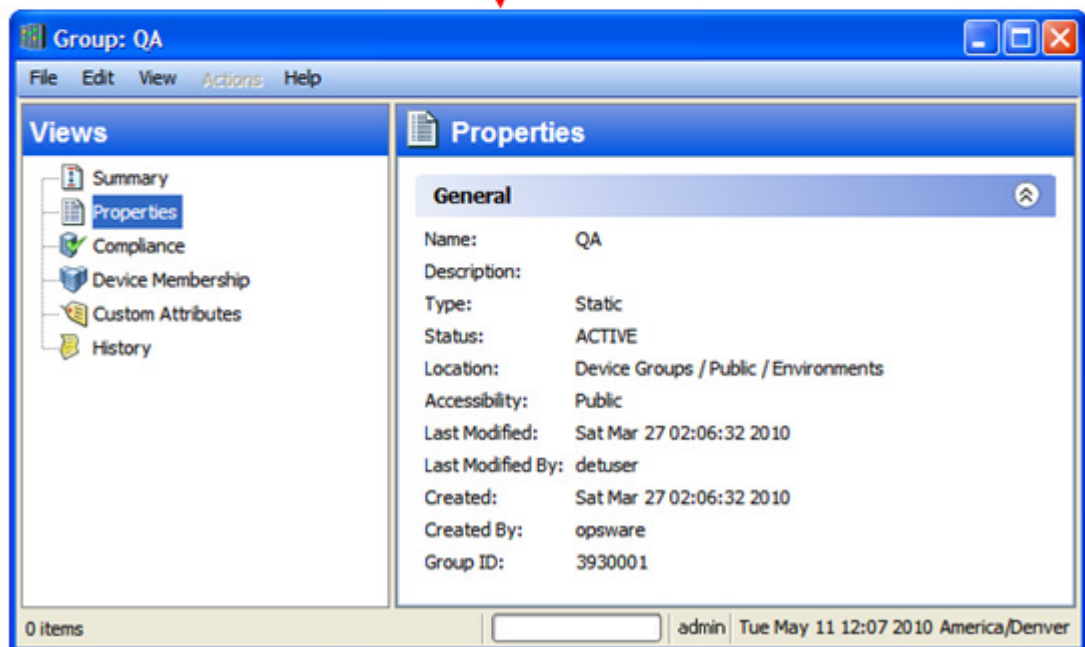 Group: QA
File Edit View Actions Help
Views
Summary
Properties
Compliance
Device Membership
Custom Attributes
History
Properties
General
Name: QA
Description:
Type: Static
Status: ACTIVE
Location: Device Groups / Public / Environments
Accessibility: Public
Last Modified: Sat Mar 27 02:06:32 2010
Last Modified By: detuser
Created: Sat Mar 27 02:06:32 2010
Created By: opsware
Group ID: 3930001
0 items admin Tue May 11 12:07 2010 America/Denver